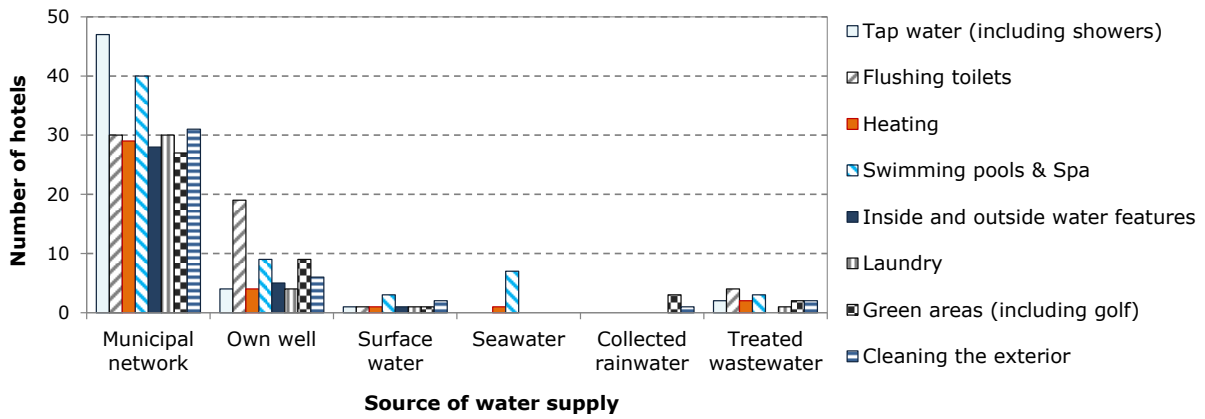 50
40
30
20
10
0
Number of hotels
Municipal
network
Own well
Surface
water
Seawater
Collected
rainwater
Treated
wastewater
Source of water supply
Tap water (including showers)
Flushing toilets
Heating
Swimming pools & Spa
Inside and outside water features
Laundry
Green areas (including golf)
Cleaning the exterior